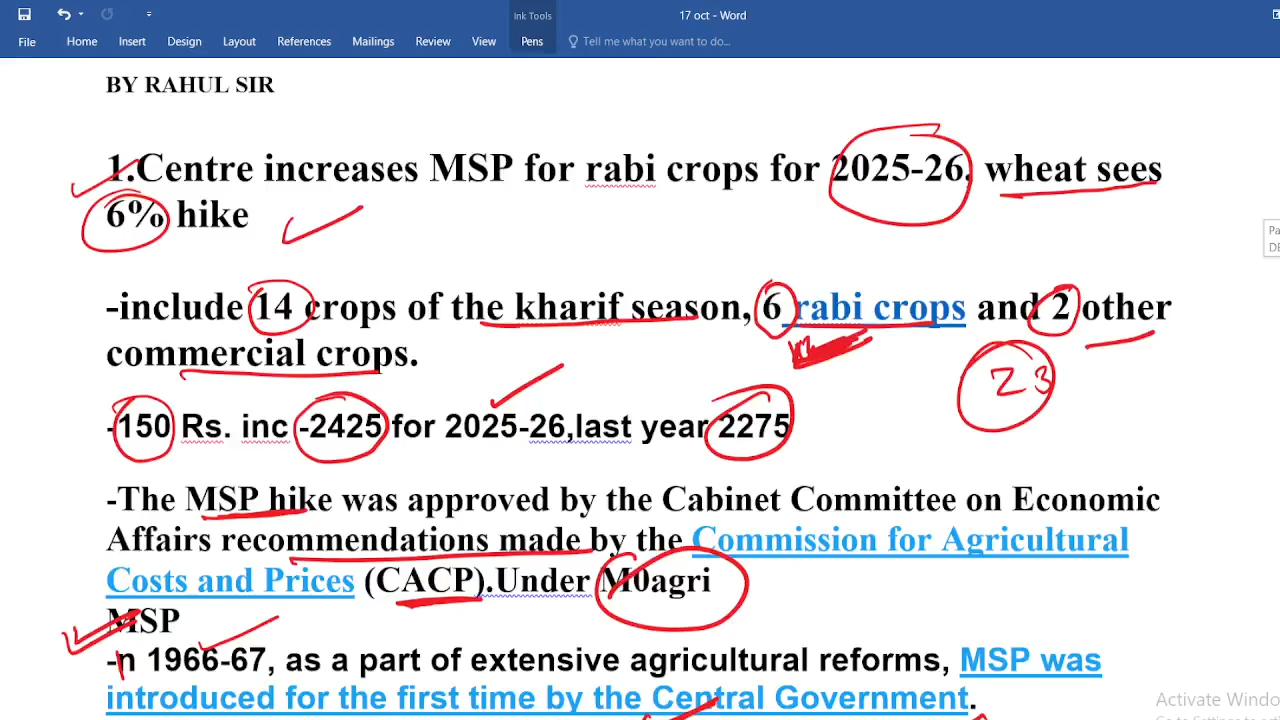 Ink Tools
17 oct - Word
File Home Insert Design Layout References Mailings Review View Pens Tell me what you want to do...
BY RAHUL SIR
1.Centre increases MSP for rabi crops for 2025-26, wheat sees
6% hike
-include 14 crops of the kharif season, 6 rabi crops and 2 other
commercial crops.
23
-150 Rs. inc -2425 for 2025-26,last year 2275
-The MSP hike was approved by the Cabinet Committee on Economic
Affairs recommendations made by the Commission for Agricultural
Costs and Prices (CACP).Under M0agri
MSP
-n 1966-67, as a part of extensive agricultural reforms, MSP was
introduced for the first time by the Central Government.
Activate Windo